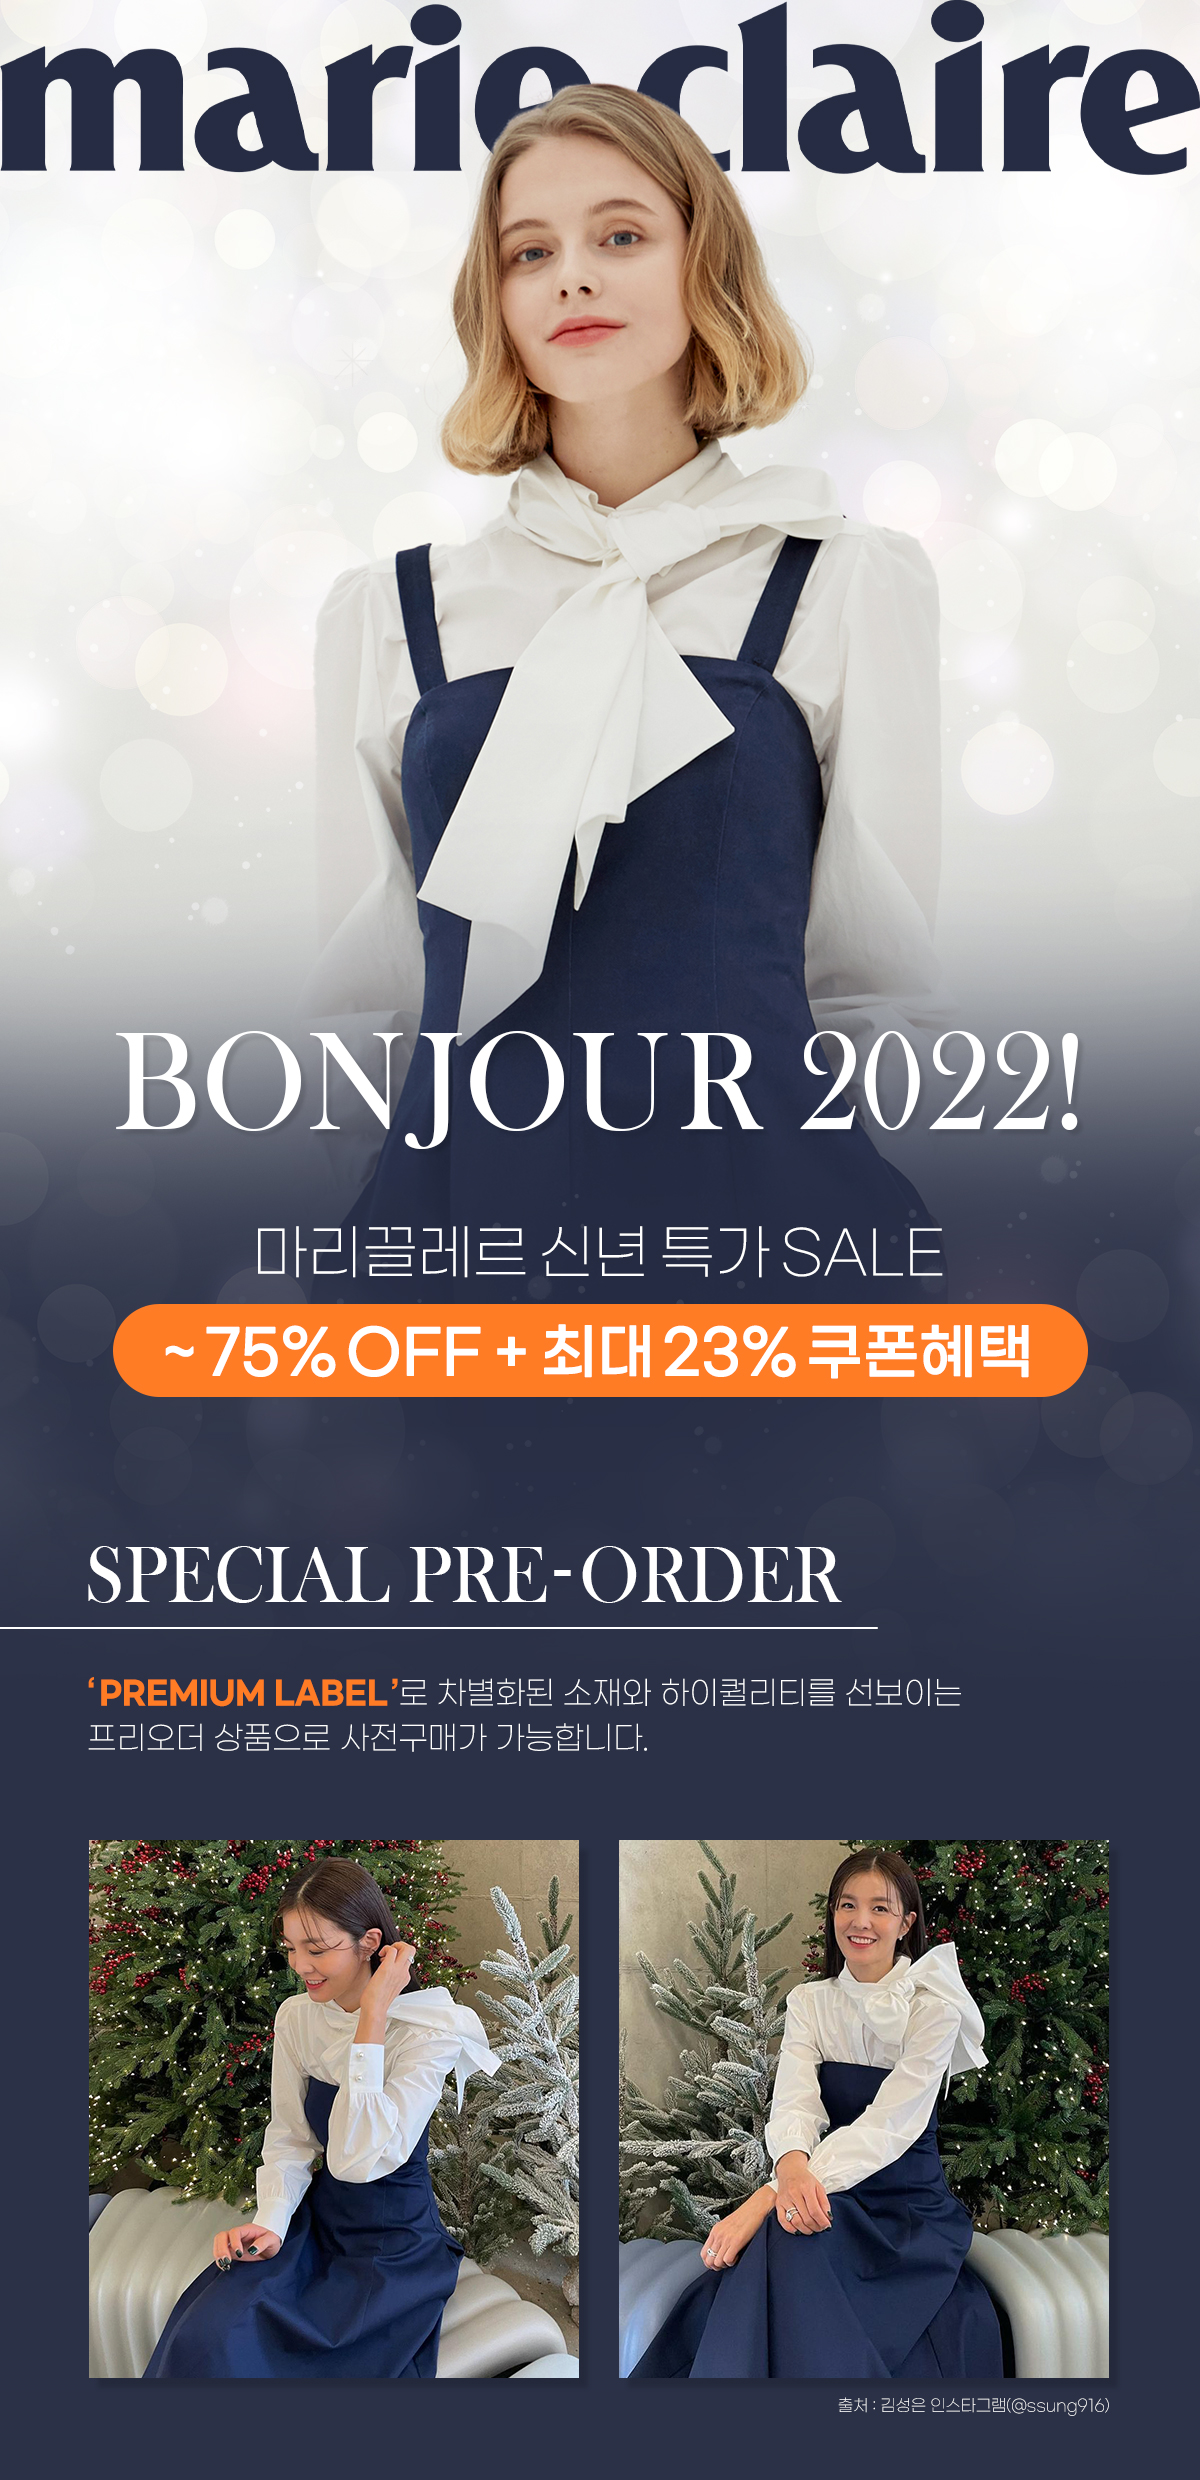 marie claire
BONJOUR 2022!
마리끌레르 신년 특가 SALE
~ 75% OFF + 최대 23% 쿠폰혜택
SPECIAL PRE-ORDER
‘PREMIUM LABEL’로 차별화된 소재와 하이퀄리티를 선보이는
프리오더 상품으로 사전구매가 가능합니다.
출처 : 김성은 인스타그램(@ssung916)